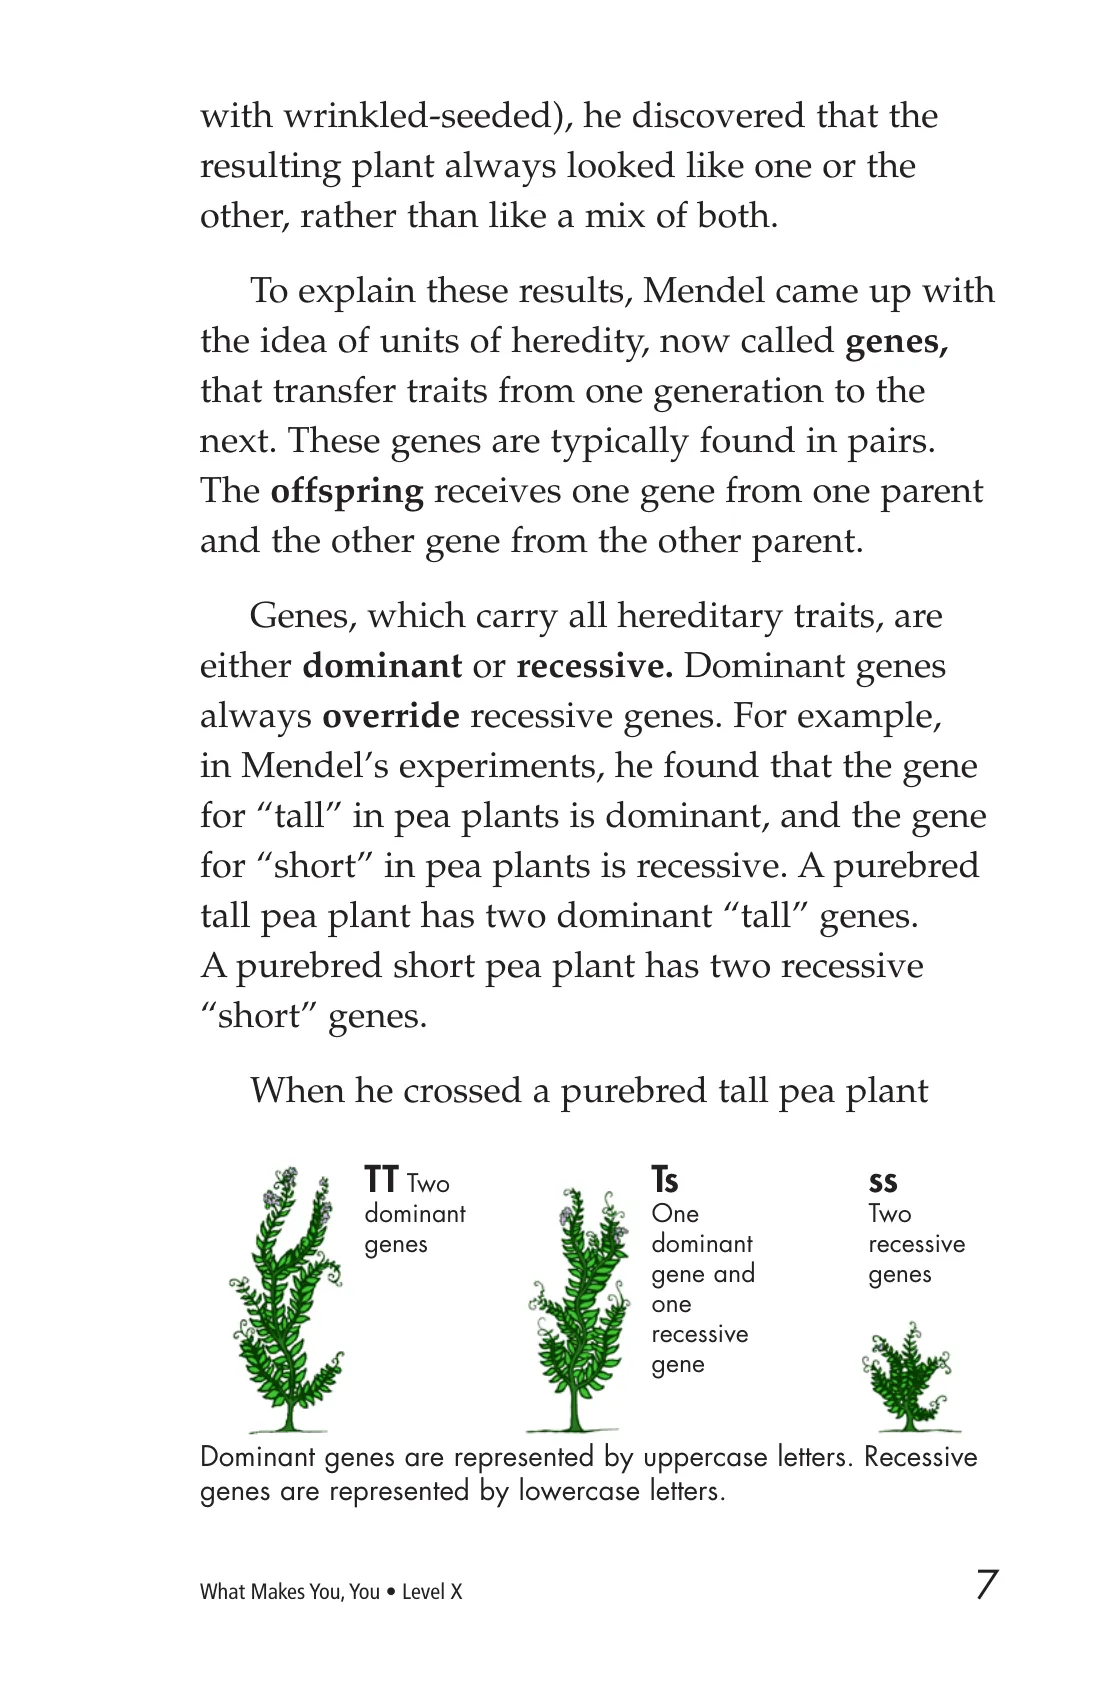 with wrinkled-seeded), he discovered that the
resulting plant always looked like one or the
other, rather than like a mix of both.
To explain these results, Mendel came up with
the idea of units of heredity, now called genes,
that transfer traits from one generation to the
next. These genes are typically found in pairs.
The offspring receives one gene from one parent
and the other gene from the other parent.
Genes, which carry all hereditary traits, are
either dominant or recessive. Dominant genes
always override recessive genes. For example,
in Mendel’s experiments, he found that the gene
for “tall” in pea plants is dominant, and the gene
for “short” in pea plants is recessive. A purebred
tall pea plant has two dominant “tall” genes.
A purebred short pea plant has two recessive
“short” genes.
When he crossed a purebred tall pea plant
TT Two
dominant
genes
Ts
One
dominant
gene and
one
recessive
gene
ss
Two
recessive
genes
Dominant genes are represented by uppercase letters. Recessive
genes are represented by lowercase letters.
What Makes You, You • Level X
7